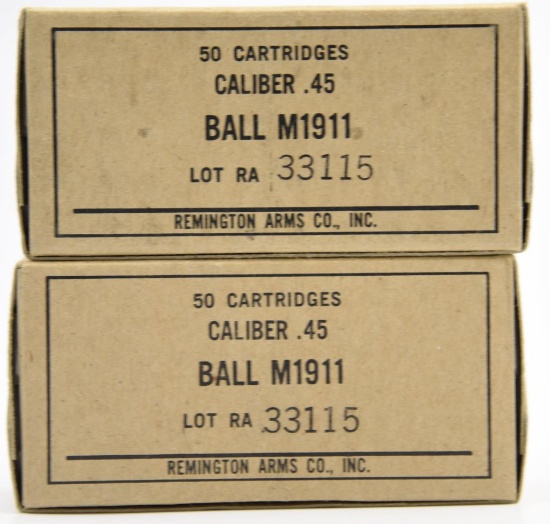 50 CARTRIDGES
CALIBER .45
BALL M1911
LOT RA 33115
REMINGTON ARMS CO., INC.
50 CARTRIDGES
CALIBER .45
BALL M1911
LOT RA 33115
REMINGTON ARMS CO., INC.